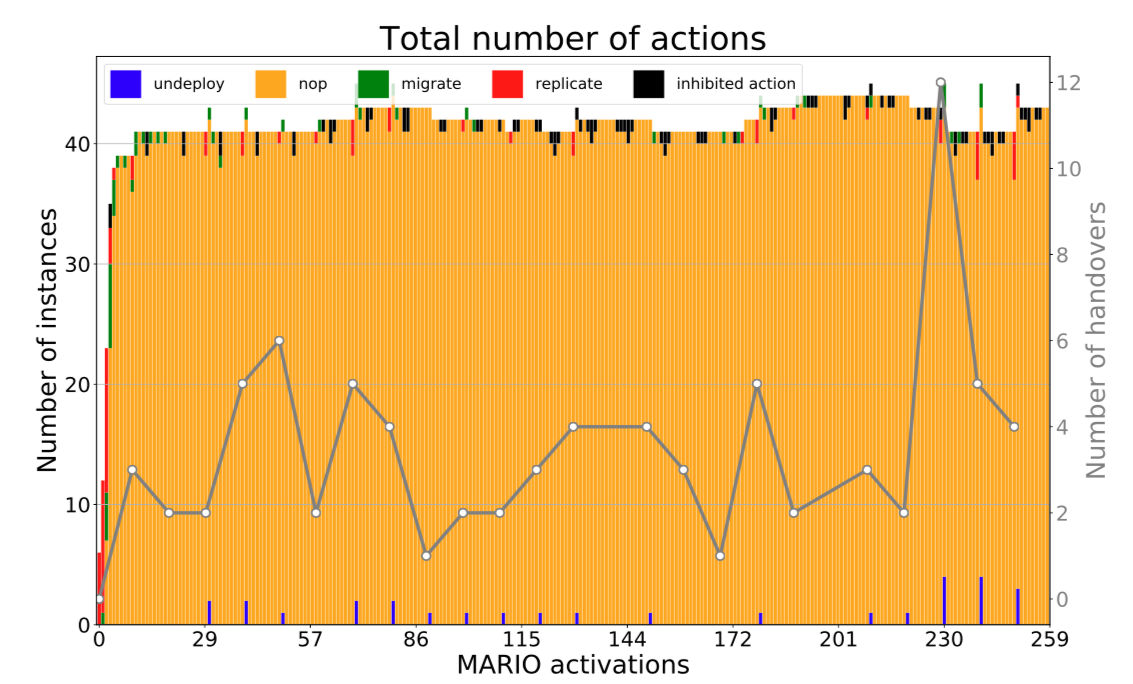 Total number of actions
undeploy nop migrate replicate inhibited action
Number of instances
0
10
20
30
40
0
2
4
6
8
10
12
Number of handovers
0 29 57 86 115 144 172 201 230 259
MARIO activations